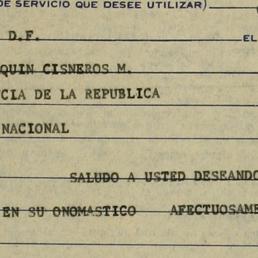 DE SERVICIO QUE DESEE UTILIZAR)
D.F. EL
QUIN CISNEROS M.
CIA DE LA REPUBLICA
NACIONAL
SALUDO A USTED DESEANDO
EN SU ONOMASTICO AFECTUOSAME